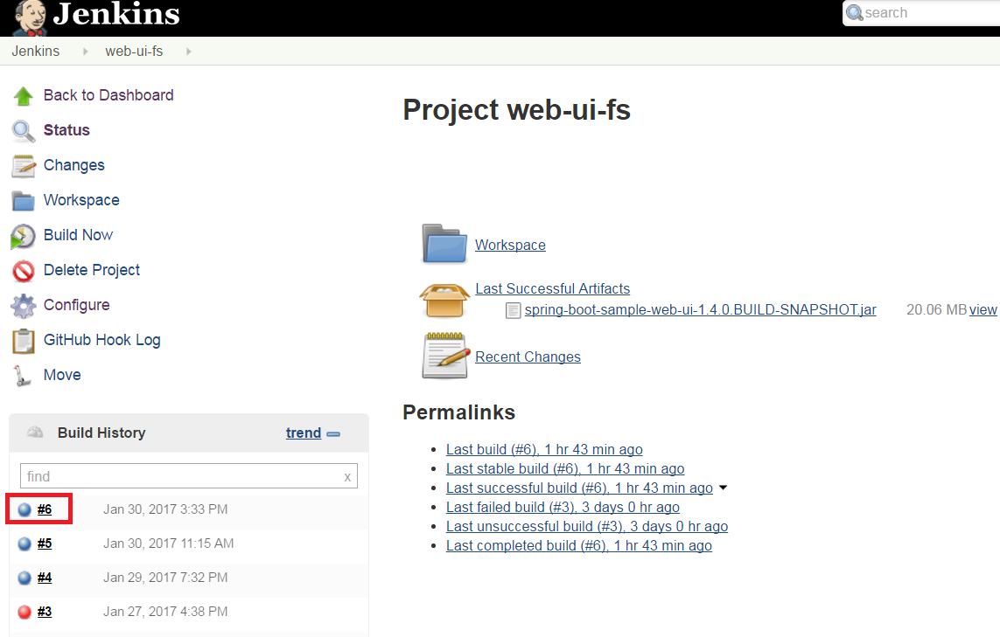 Jenkins
search
Jenkins
web-ui-fs
Back to Dashboard
Status
Changes
Workspace
Build Now
Delete Project
Configure
GitHub Hook Log
Move
Build History trend
find x
#6 Jan 30, 2017 3:33 PM
#5 Jan 30, 2017 11:15 AM
#4 Jan 29, 2017 7:32 PM
#3 Jan 27, 2017 4:38 PM
Project web-ui-fs
Workspace
Last Successful Artifacts
spring-boot-sample-web-ui-1.4.0.BUILD-SNAPSHOT.jar 20.06 MB view
Recent Changes
Permalinks
Last build (#6), 1 hr 43 min ago
Last stable build (#6), 1 hr 43 min ago
Last successful build (#6), 1 hr 43 min ago
Last failed build (#3), 3 days 0 hr ago
Last unsuccessful build (#3), 3 days 0 hr ago
Last completed build (#6), 1 hr 43 min ago